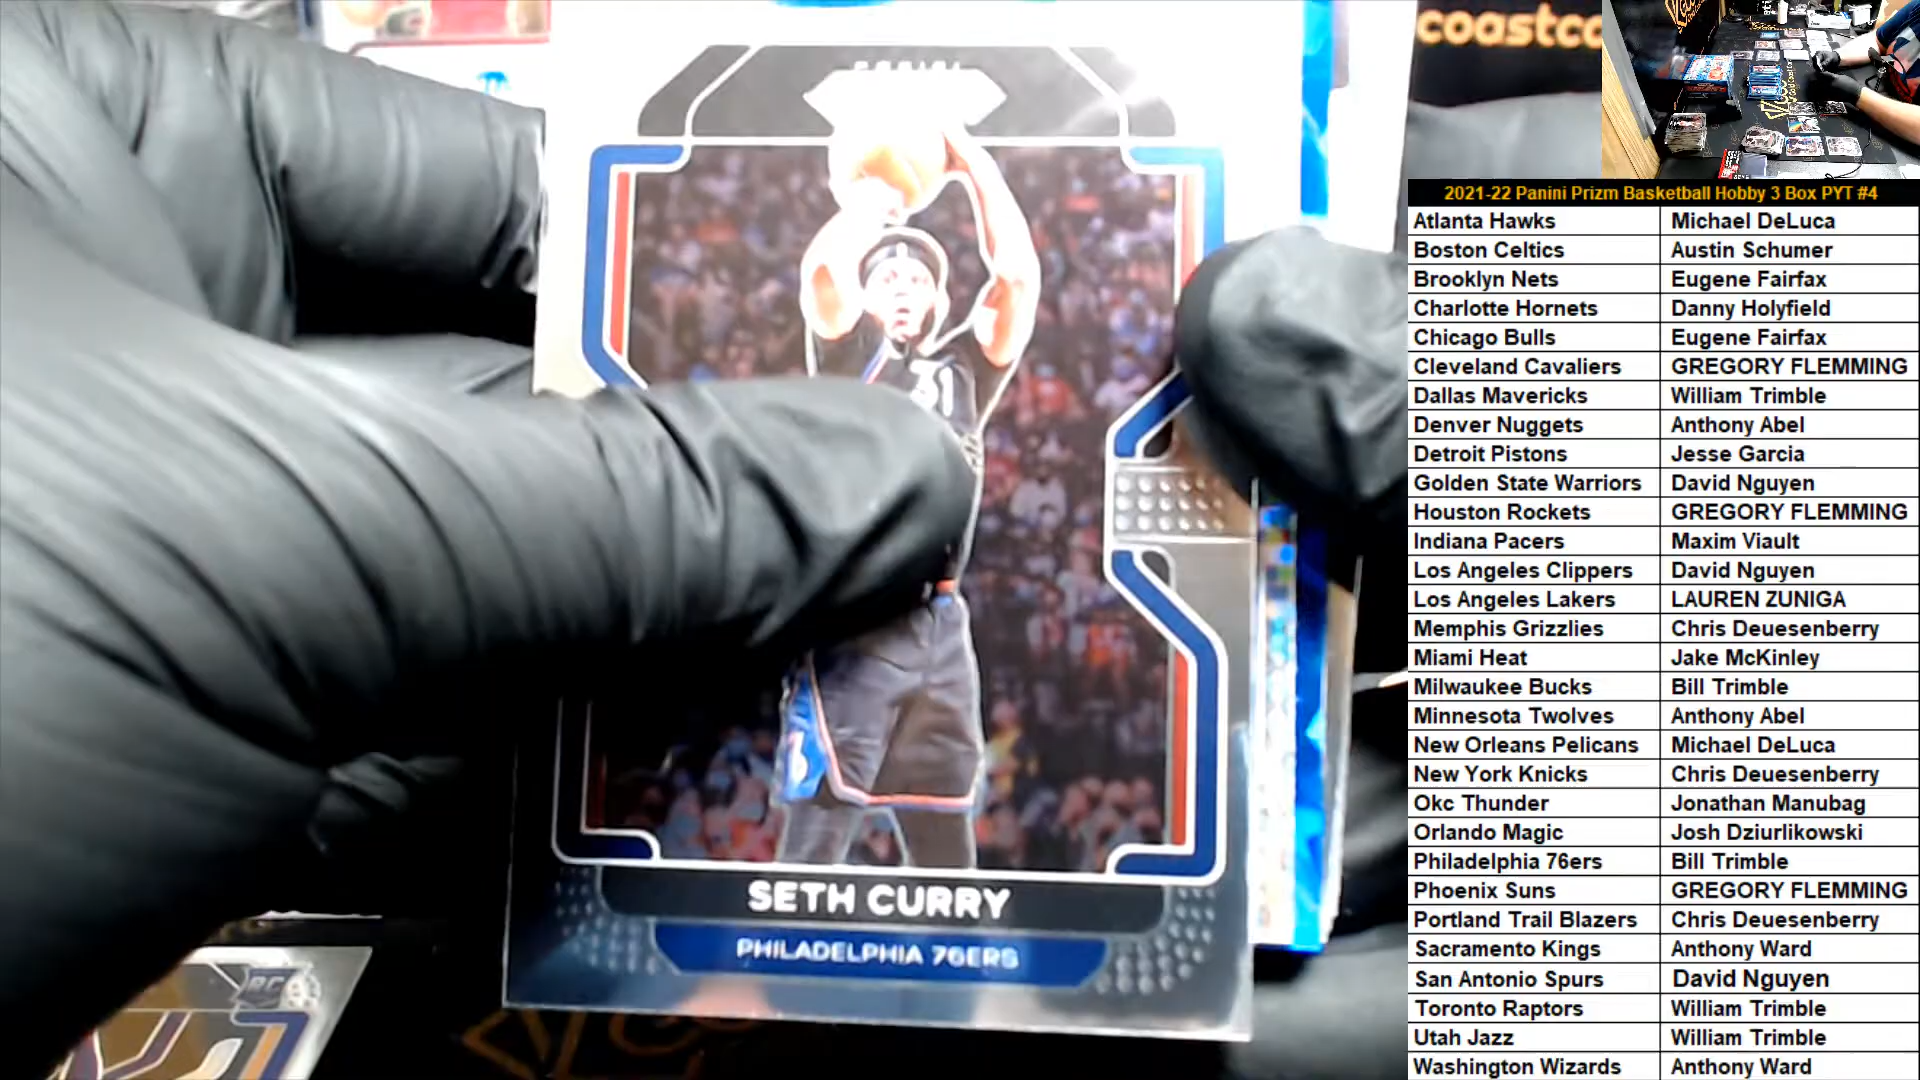 coastco
PANINI
31
SETH CURRY
PHILADELPHIA 76ERS
RC
2021-22 Panini Prizm Basketball Hobby 3 Box PYT #4
Atlanta Hawks Michael DeLuca
Boston Celtics Austin Schumer
Brooklyn Nets Eugene Fairfax
Charlotte Hornets Danny Holyfield
Chicago Bulls Eugene Fairfax
Cleveland Cavaliers GREGORY FLEMMING
Dallas Mavericks William Trimble
Denver Nuggets Anthony Abel
Detroit Pistons Jesse Garcia
Golden State Warriors David Nguyen
Houston Rockets GREGORY FLEMMING
Indiana Pacers Maxim Viault
Los Angeles Clippers David Nguyen
Los Angeles Lakers LAUREN ZUNIGA
Memphis Grizzlies Chris Deuesenberry
Miami Heat Jake McKinley
Milwaukee Bucks Bill Trimble
Minnesota Twolves Anthony Abel
New Orleans Pelicans Michael DeLuca
New York Knicks Chris Deuesenberry
Okc Thunder Jonathan Manubag
Orlando Magic Josh Dziurlikowski
Philadelphia 76ers Bill Trimble
Phoenix Suns GREGORY FLEMMING
Portland Trail Blazers Chris Deuesenberry
Sacramento Kings Anthony Ward
San Antonio Spurs David Nguyen
Toronto Raptors William Trimble
Utah Jazz William Trimble
Washington Wizards Anthony Ward